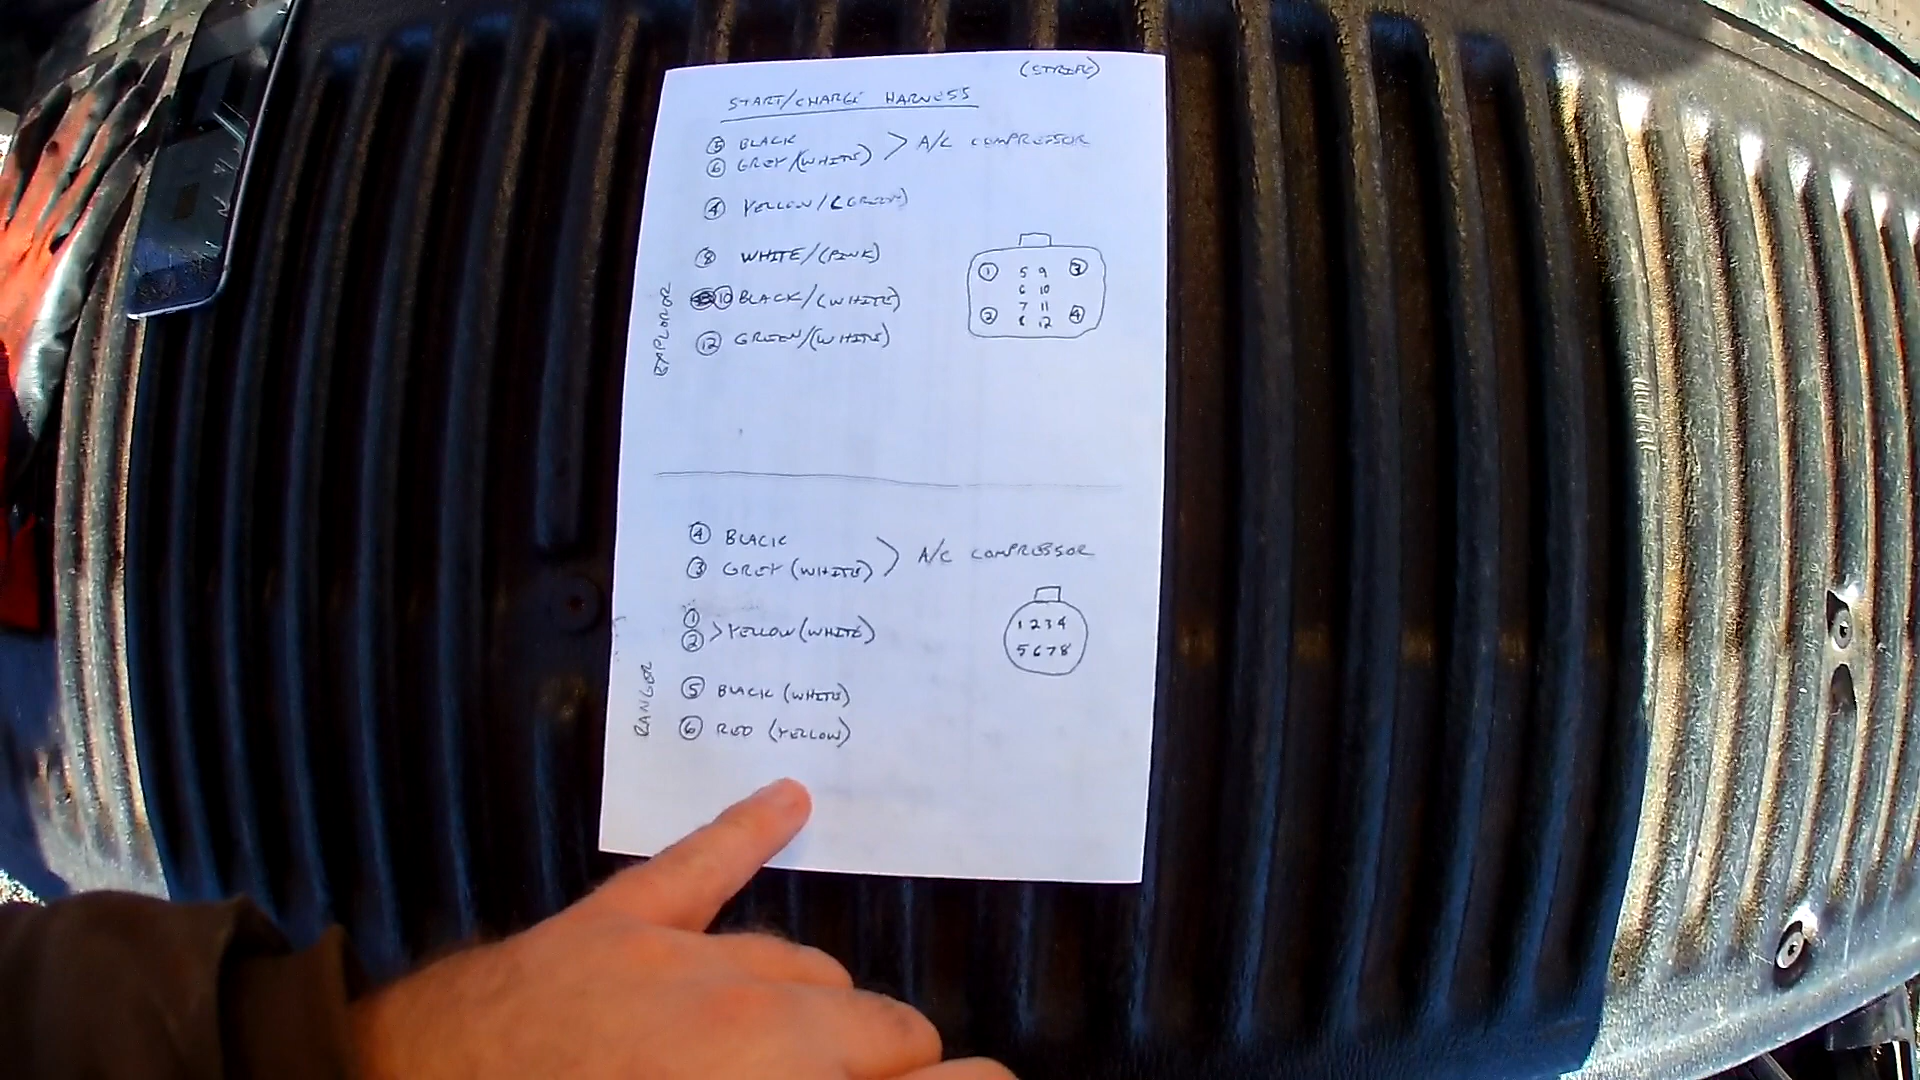 (STRIPE)
START/CHARGE HARNESS
⑤ BLACK
⑥ GREY/(WHITE) > A/C COMPRESSOR
④ YELLOW/(GREEN)
⑧ WHITE/(PINK)
⑩ BLACK/(WHITE)
⑫ GREEN/(WHITE)
EXPLOROR
① 5 9 ③
6 10
② 7 11 ④
8 12
④ BLACK
③ GREY (WHITE) > A/C COMPRESSOR
①
② > YELLOW (WHITE)
⑤ BLACK (WHITE)
⑥ RED (YELLOW)
RANGER
1 2 3 4
5 6 7 8